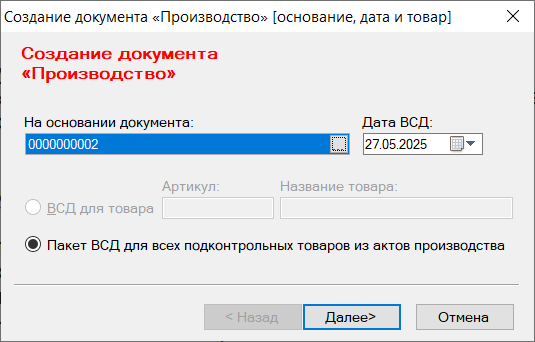 Создание документа «Производство» [основание, дата и товар]
Создание документа
«Производство»
На основании документа: Дата ВСД:
0000000002 ... 27.05.2025
Артикул: Название товара:
ВСД для товара
Пакет ВСД для всех подконтрольных товаров из актов производства
< Назад Далее> Отмена